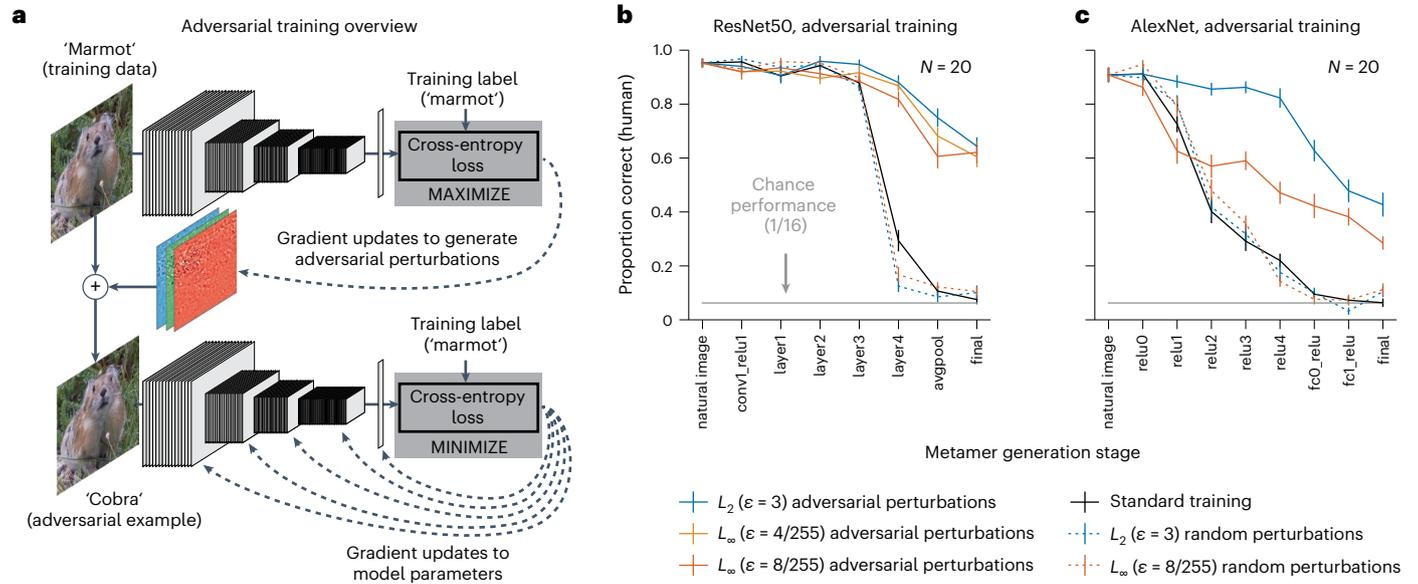 a
Adversarial training overview
‘Marmot‘
(training data)
Training label
(‘marmot‘)
Cross-entropy
loss
MAXIMIZE
Gradient updates to generate
adversarial perturbations
+
Training label
(‘marmot‘)
Cross-entropy
loss
MINIMIZE
‘Cobra‘
(adversarial example)
Gradient updates to
model parameters
b
ResNet50, adversarial training
N = 20
Proportion correct (human)
1.0
0.8
0.6
0.4
0.2
0
Chance
performance
(1/16)
natural image
conv1_relu1
layer1
layer2
layer3
layer4
avgpool
final
c
AlexNet, adversarial training
N = 20
natural image
relu0
relu1
relu2
relu3
relu4
fc0_relu
fc1_relu
final
Metamer generation stage
L₂ (ε = 3) adversarial perturbations
L∞ (ε = 4/255) adversarial perturbations
L∞ (ε = 8/255) adversarial perturbations
Standard training
L₂ (ε = 3) random perturbations
L∞ (ε = 8/255) random perturbations